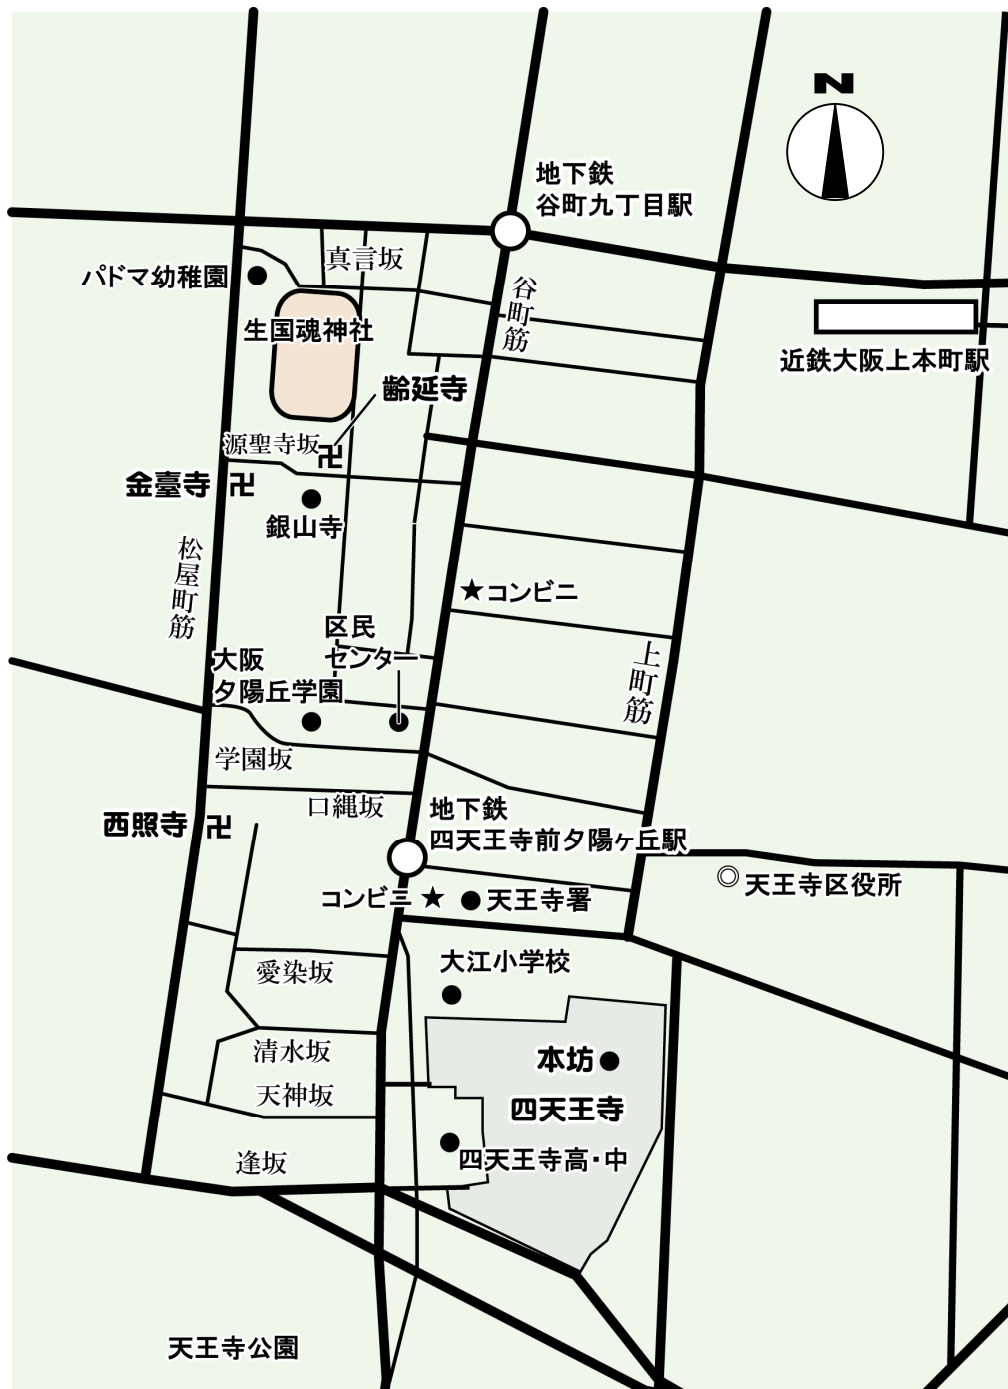 N
地下鉄
谷町九丁目駅
真言坂
パドマ幼稚園
谷町筋
生国魂神社
近鉄大阪上本町駅
齢延寺
源聖寺坂
卍
金臺寺 卍
銀山寺
松屋町筋
★コンビニ
区民
センター
大阪
夕陽丘学園
上町筋
学園坂
口縄坂
地下鉄
四天王寺前夕陽ヶ丘駅
西照寺 卍
コンビニ ★
●天王寺署
◎天王寺区役所
大江小学校
愛染坂
清水坂
本坊●
天神坂
四天王寺
逢坂
四天王寺高・中
天王寺公園